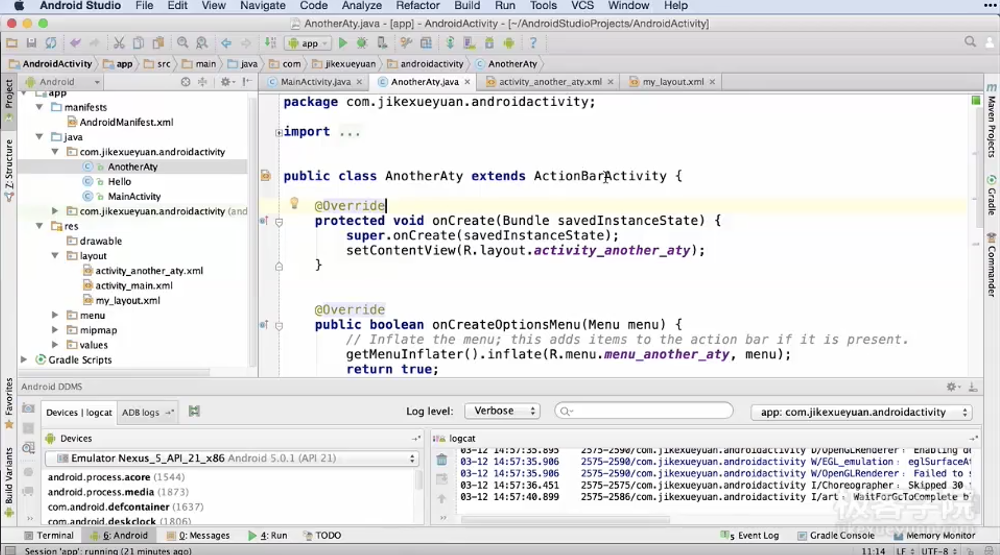 Android Studio File Edit View Navigate Code Analyze Refactor Build Run Tools VCS Window Help
AnotherAty.java - [app] - AndroidActivity - [~/AndroidStudioProjects/AndroidActivity]
app
AndroidActivity app src main java com jikexueyuan androidactivity AnotherAty
Android
MainActivity.java AnotherAty.java activity_another_aty.xml my_layout.xml
Project
Z: Structure
Favorites
Build Variants
app
manifests
AndroidManifest.xml
java
com.jikexueyuan.androidactivity
AnotherAty
Hello
MainActivity
com.jikexueyuan.androidactivity (and
res
drawable
layout
activity_another_aty.xml
activity_main.xml
my_layout.xml
menu
mipmap
values
Gradle Scripts
package com.jikexueyuan.androidactivity;
import ...
public class AnotherAty extends ActionBarActivity {
@Override
protected void onCreate(Bundle savedInstanceState) {
super.onCreate(savedInstanceState);
setContentView(R.layout.activity_another_aty);
}
@Override
public boolean onCreateOptionsMenu(Menu menu) {
// Inflate the menu; this adds items to the action bar if it is present.
getMenuInflater().inflate(R.menu.menu_another_aty, menu);
return true;
Maven Projects
Gradle
Commander
Android DDMS
Devices | logcat ADB logs Log level: Verbose app: com.jikexueyuan.androidactivity
Devices
Emulator Nexus_5_API_21_x86 Android 5.0.1 (API 21)
android.process.acore (1544)
android.process.media (1873)
com.android.defcontainer (1637)
com.android.deskclock (1806)
logcat
03-12 14:57:35.895 2575-2590/com.jikexueyuan.androidactivity D/OpenGLRenderer: Enabling de
03-12 14:57:35.906 2575-2590/com.jikexueyuan.androidactivity W/EGL_emulation: eglSurfaceAt
03-12 14:57:35.906 2575-2590/com.jikexueyuan.androidactivity W/OpenGLRenderer: Failed to s
03-12 14:57:36.451 2575-2575/com.jikexueyuan.androidactivity I/Choreographer: Skipped 30
03-12 14:57:40.899 2575-2586/com.jikexueyuan.androidactivity I/art: WaitForGcToComplete b
极客学院
jikexueyuan.com
Terminal 6: Android 0: Messages 4: Run TODO 5 Event Log Gradle Console Memory Monitor
Session 'app': running (21 minutes ago) 11:14 LF UTF-8